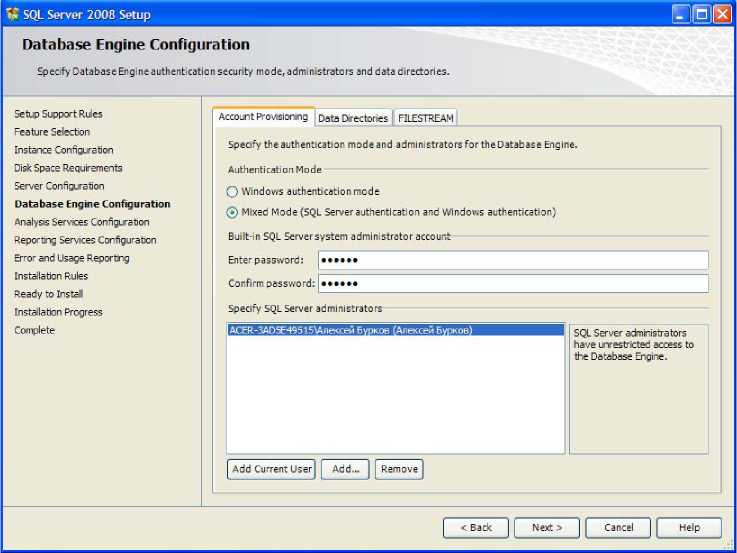 SQL Server 2008 Setup
Database Engine Configuration
Specify Database Engine authentication security mode, administrators and data directories.
Setup Support Rules
Feature Selection
Instance Configuration
Disk Space Requirements
Server Configuration
Database Engine Configuration
Analysis Services Configuration
Reporting Services Configuration
Error and Usage Reporting
Installation Rules
Ready to Install
Installation Progress
Complete
Account Provisioning
Data Directories
FILESTREAM
Specify the authentication mode and administrators for the Database Engine.
Authentication Mode
Windows authentication mode
Mixed Mode (SQL Server authentication and Windows authentication)
Built-in SQL Server system administrator account
Enter password: ●●●●●●
Confirm password: ●●●●●●
Specify SQL Server administrators
ACER-3AD5E49515\Алексей Бурков (Алексей Бурков)
SQL Server administrators
have unrestricted access to
the Database Engine.
Add Current User
Add...
Remove
< Back
Next >
Cancel
Help